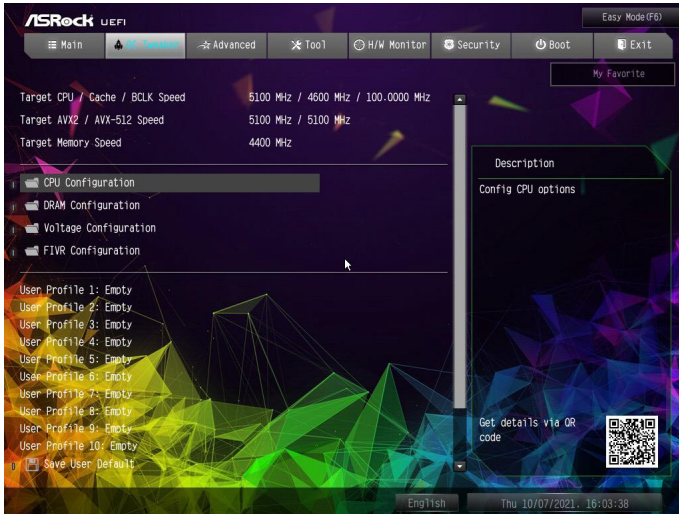 ASRock UEFI
Easy Mode(F6)
Main OC Tweaker Advanced Tool H/W Monitor Security Boot Exit
My Favorite
Target CPU / Cache / BCLK Speed 5100 MHz / 4600 MHz / 100.0000 MHz
Target AVX2 / AVX-512 Speed 5100 MHz / 5100 MHz
Target Memory Speed 4400 MHz
Description
CPU Configuration
Config CPU options
DRAM Configuration
Voltage Configuration
FIVR Configuration
User Profile 1: Empty
User Profile 2: Empty
User Profile 3: Empty
User Profile 4: Empty
User Profile 5: Empty
User Profile 6: Empty
User Profile 7: Empty
User Profile 8: Empty
User Profile 9: Empty
User Profile 10: Empty
Save User Default
Get details via QR
code
English
Thu 10/07/2021. 16:03:38